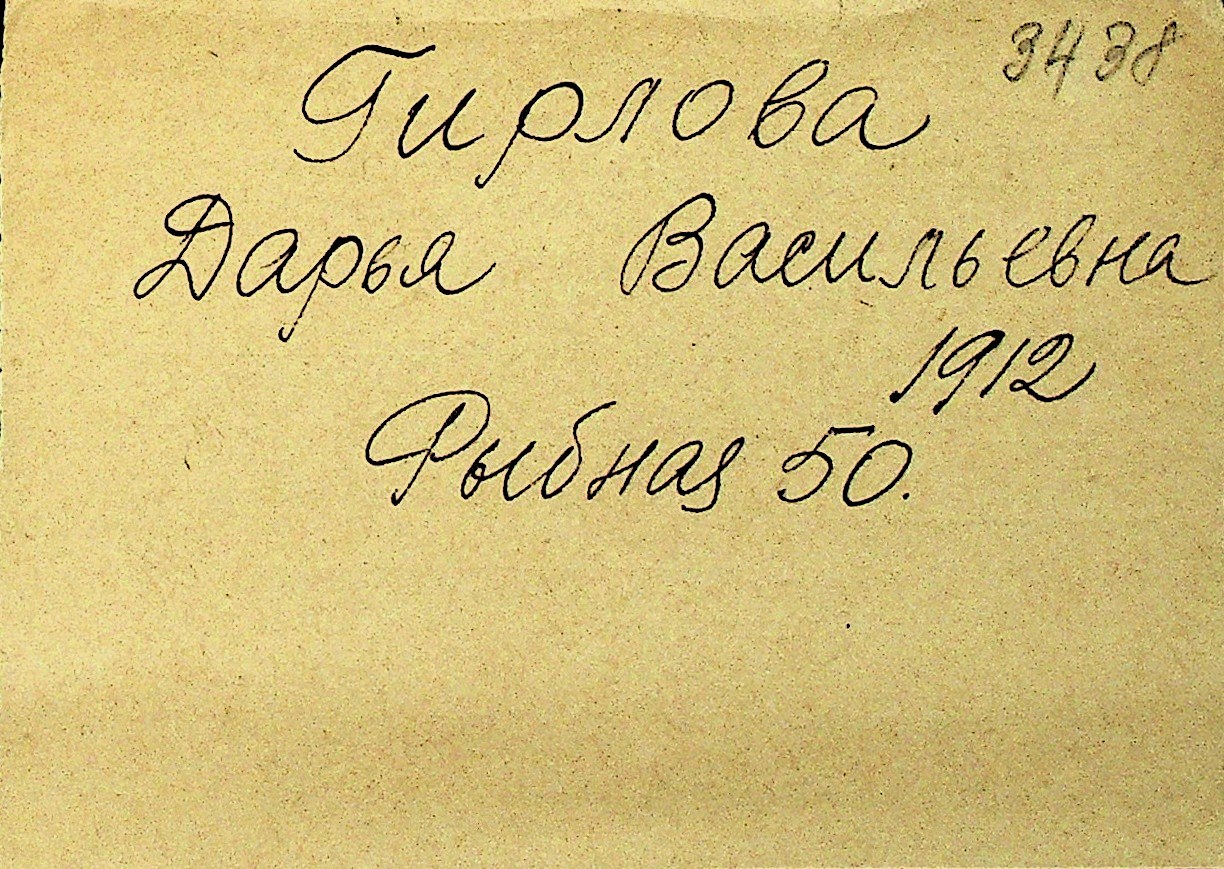 3438
Гирлова
Дарья Васильевна
1912
Рыбная 50.